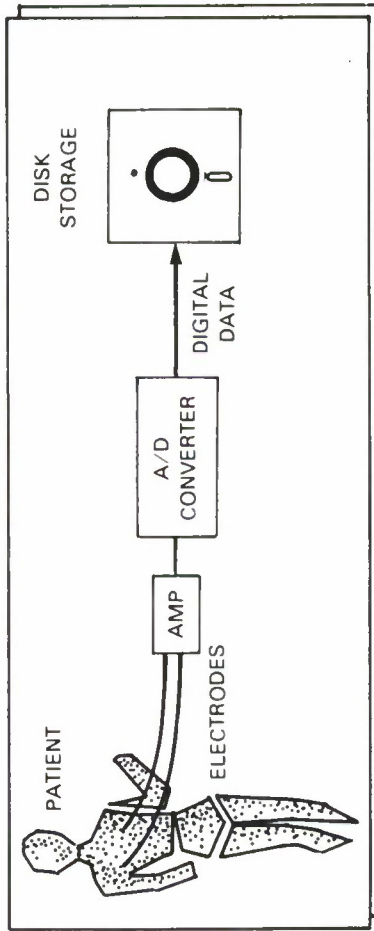 PATIENT
ELECTRODES
AMP
A/D
CONVERTER
DIGITAL
DATA
DISK
STORAGE